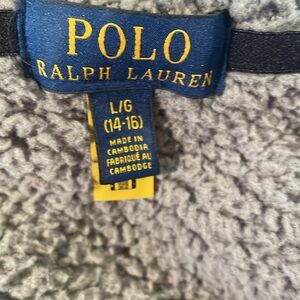 POLO
RALPH LAUREN
L/G
(14-16)
MADE IN
CAMBODIA
FABRIQUÉ AU
CAMBODGE